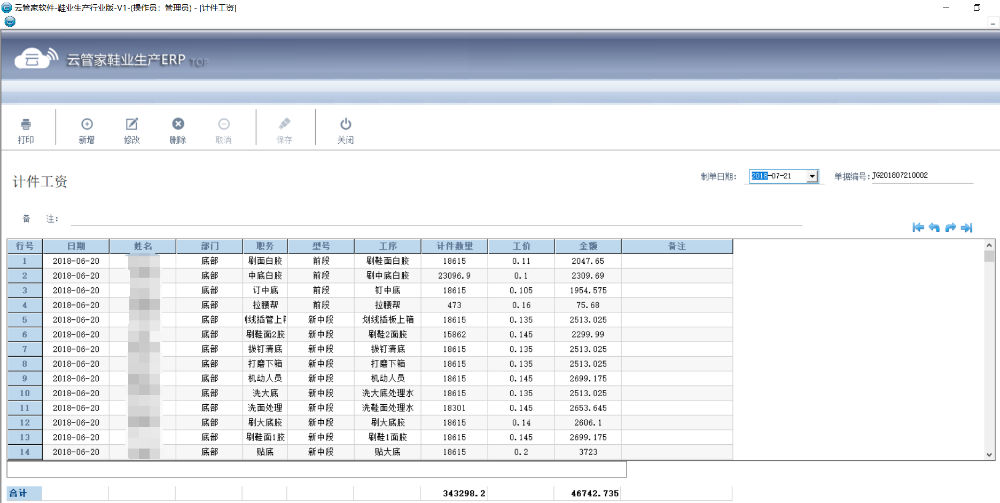 云管家软件-鞋业生产行业版-V1-(操作员：管理员) - [计件工资]
云 云管家鞋业生产ERP TOP
打印 新增 修改 删除 取消 保存 关闭
计件工资 制单日期： 2018-07-21 单据编号： JG201807210002
备 注：
行号 日期 姓名 部门 职务 型号 工序 计件数量 工价 金额 备注
1 2018-06-20 底部 刷面白胶 前段 刷鞋面白胶 18615 0.11 2047.65
2 2018-06-20 底部 中底白胶 前段 刷中底白胶 23096.9 0.1 2309.69
3 2018-06-20 底部 订中底 前段 钉中底 18615 0.105 1954.575
4 2018-06-20 底部 拉腰帮 前段 拉腰帮 473 0.16 75.68
5 2018-06-20 底部 线插管上 新中段 划线插板上箱 18615 0.135 2513.025
6 2018-06-20 底部 刷鞋面2胶 新中段 刷鞋2面胶 15862 0.145 2299.99
7 2018-06-20 底部 拔钉清底 新中段 拔钉清底 18615 0.135 2513.025
8 2018-06-20 底部 打磨下箱 新中段 打磨下箱 18615 0.135 2513.025
9 2018-06-20 底部 机动人员 新中段 机动人员 18615 0.145 2699.175
10 2018-06-20 底部 洗大底 新中段 洗大底处理水 18615 0.135 2513.025
11 2018-06-20 底部 洗面处理 新中段 洗鞋面处理水 18301 0.145 2653.645
12 2018-06-20 底部 刷大底胶 新中段 刷大底胶 18615 0.14 2606.1
13 2018-06-20 底部 刷鞋面1胶 新中段 刷鞋1面胶 18615 0.145 2699.175
14 2018-06-20 底部 贴底 新中段 贴大底 18615 0.2 3723
合计 343298.2 46742.735